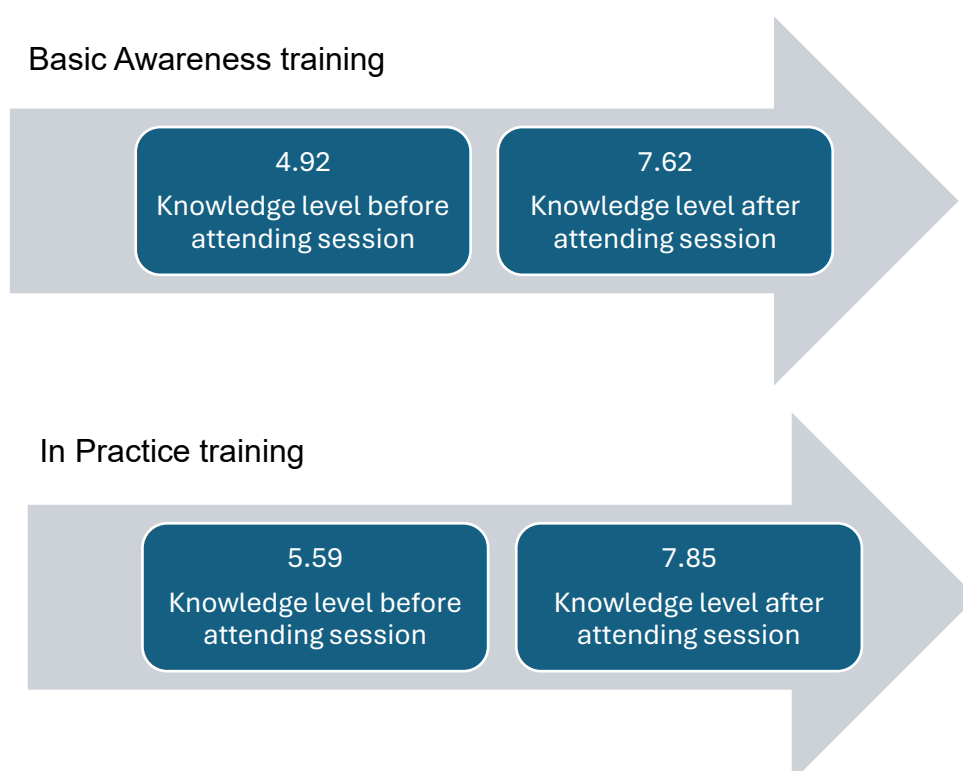 Basic Awareness training
4.92
Knowledge level before
attending session
7.62
Knowledge level after
attending session
In Practice training
5.59
Knowledge level before
attending session
7.85
Knowledge level after
attending session